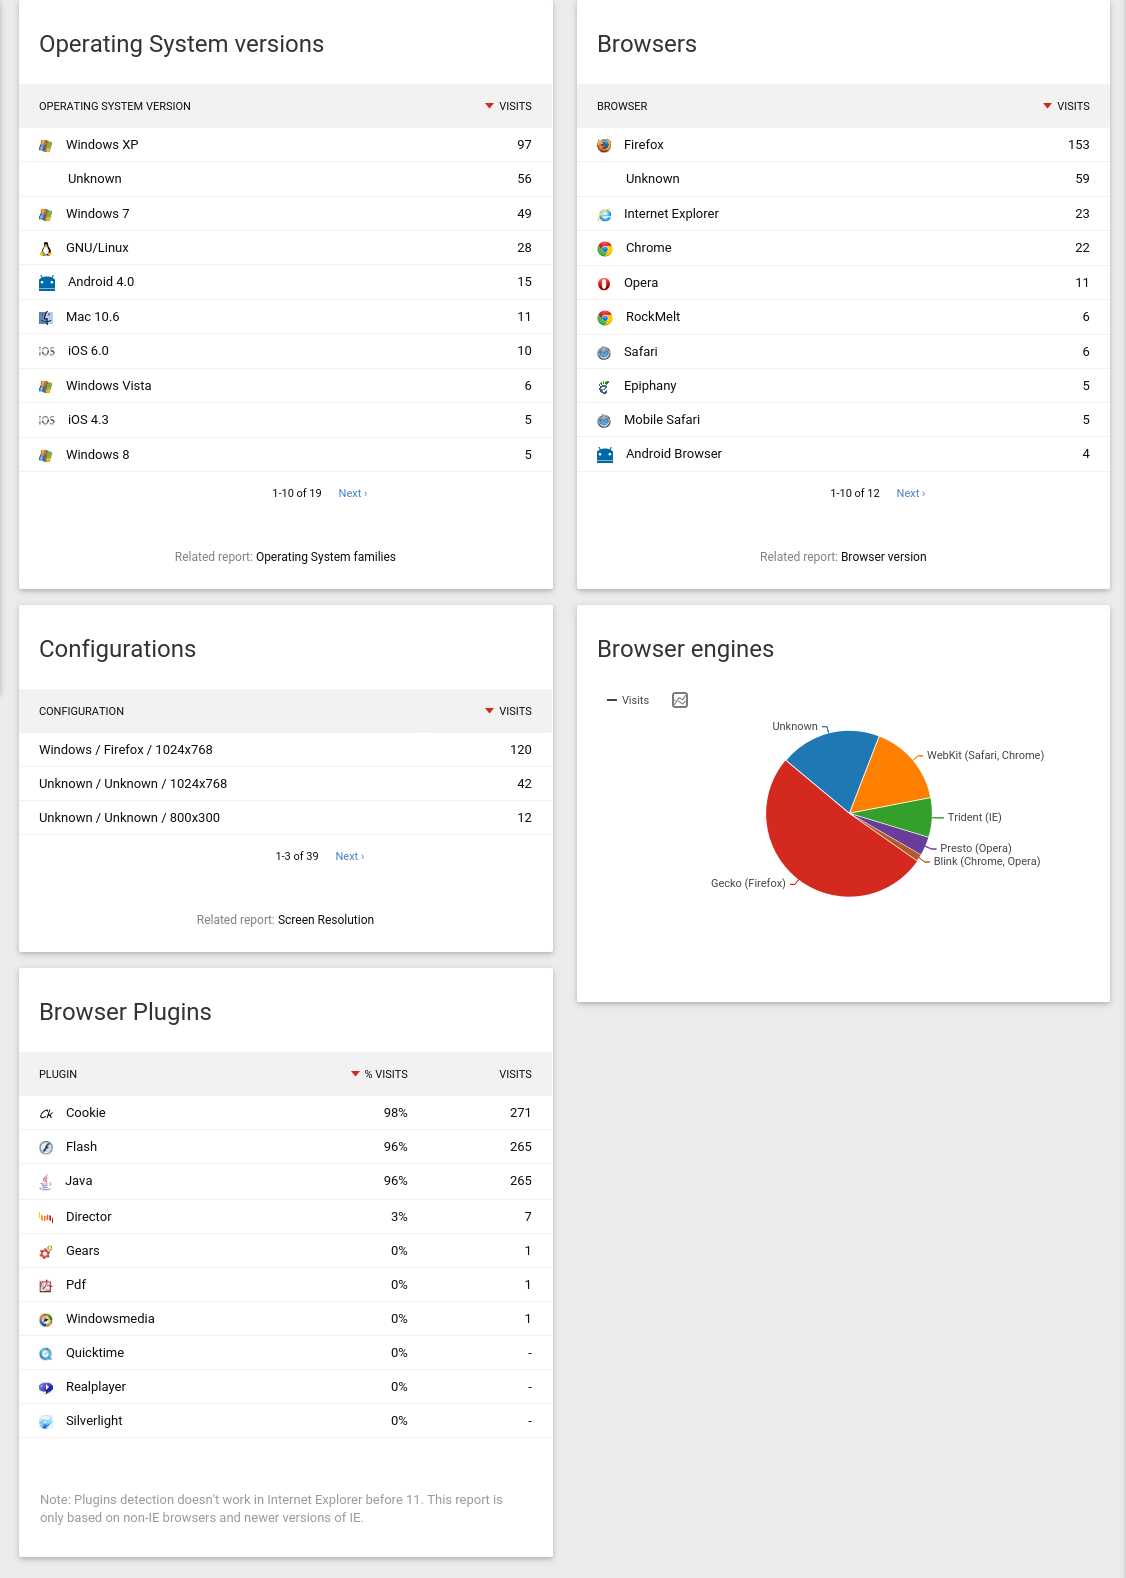 Operating System versions
OPERATING SYSTEM VERSION VISITS
Windows XP 97
Unknown 56
Windows 7 49
GNU/Linux 28
Android 4.0 15
Mac 10.6 11
iOS iOS 6.0 10
Windows Vista 6
iOS iOS 4.3 5
Windows 8 5
1-10 of 19 Next ›
Related report: Operating System families
Browsers
BROWSER VISITS
Firefox 153
Unknown 59
Internet Explorer 23
Chrome 22
Opera 11
RockMelt 6
Safari 6
Epiphany 5
Mobile Safari 5
Android Browser 4
1-10 of 12 Next ›
Related report: Browser version
Configurations
CONFIGURATION VISITS
Windows / Firefox / 1024x768 120
Unknown / Unknown / 1024x768 42
Unknown / Unknown / 800x300 12
1-3 of 39 Next ›
Related report: Screen Resolution
Browser engines
Visits
Unknown
WebKit (Safari, Chrome)
Trident (IE)
Presto (Opera)
Blink (Chrome, Opera)
Gecko (Firefox)
Browser Plugins
PLUGIN % VISITS VISITS
Ck Cookie 98% 271
Flash 96% 265
Java 96% 265
Director 3% 7
Gears 0% 1
Pdf 0% 1
Windowsmedia 0% 1
Quicktime 0% -
Realplayer 0% -
Silverlight 0% -
Note: Plugins detection doesn't work in Internet Explorer before 11. This report is
only based on non-IE browsers and newer versions of IE.